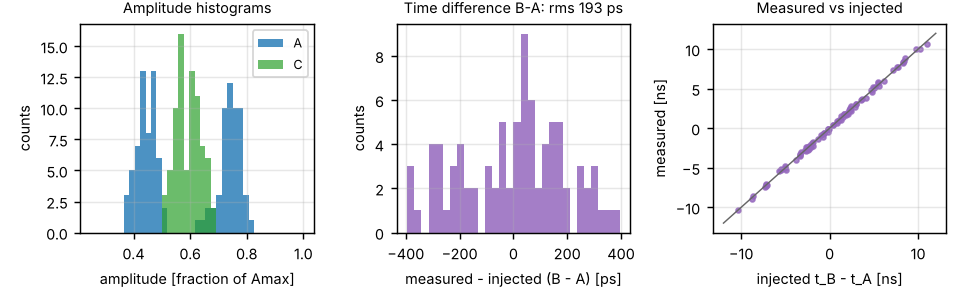 Amplitude histograms
Time difference B-A: rms 193 ps
Measured vs injected
15.0
12.5
10.0
7.5
5.0
2.5
0.0
counts
A
C
0.4
0.6
0.8
1.0
amplitude [fraction of Amax]
8
6
4
2
0
counts
−400
−200
0
200
400
measured - injected (B - A) [ps]
10
5
0
−5
−10
measured [ns]
−10
0
10
injected t_B - t_A [ns]